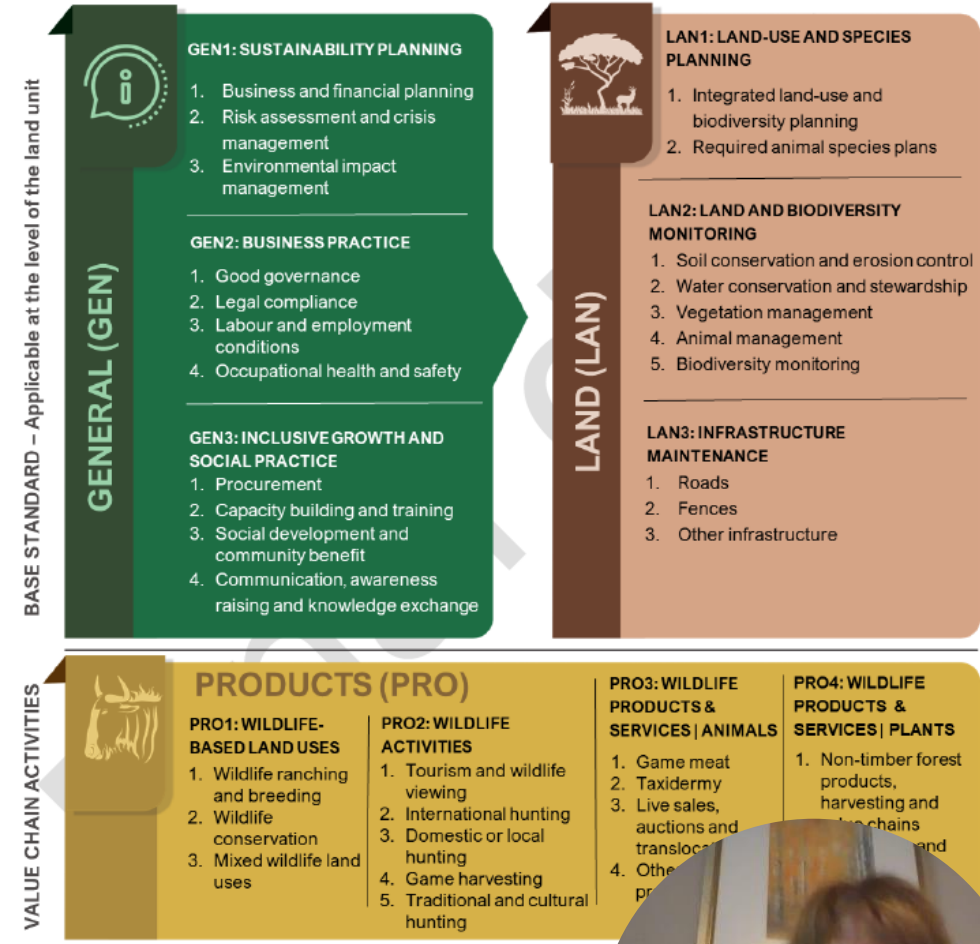 BASE STANDARD – Applicable at the level of the land unit
GENERAL (GEN)
GEN1: SUSTAINABILITY PLANNING
1. Business and financial planning
2. Risk assessment and crisis
management
3. Environmental impact
management
GEN2: BUSINESS PRACTICE
1. Good governance
2. Legal compliance
3. Labour and employment
conditions
4. Occupational health and safety
GEN3: INCLUSIVE GROWTH AND
SOCIAL PRACTICE
1. Procurement
2. Capacity building and training
3. Social development and
community benefit
4. Communication, awareness
raising and knowledge exchange
LAND (LAN)
LAN1: LAND-USE AND SPECIES
PLANNING
1. Integrated land-use and
biodiversity planning
2. Required animal species plans
LAN2: LAND AND BIODIVERSITY
MONITORING
1. Soil conservation and erosion control
2. Water conservation and stewardship
3. Vegetation management
4. Animal management
5. Biodiversity monitoring
LAN3: INFRASTRUCTURE
MAINTENANCE
1. Roads
2. Fences
3. Other infrastructure
VALUE CHAIN ACTIVITIES
PRODUCTS (PRO)
PRO1: WILDLIFE-
BASED LAND USES
1. Wildlife ranching
and breeding
2. Wildlife
conservation
3. Mixed wildlife land
uses
PRO2: WILDLIFE
ACTIVITIES
1. Tourism and wildlife
viewing
2. International hunting
3. Domestic or local
hunting
4. Game harvesting
5. Traditional and cultural
hunting
PRO3: WILDLIFE
PRODUCTS &
SERVICES | ANIMALS
1. Game meat
2. Taxidermy
3. Live sales,
auctions and
4.
PRO4: WILDLIFE
PRODUCTS &
SERVICES | PLANTS
1. Non-timber forest
products,
harvesting and
chains
and